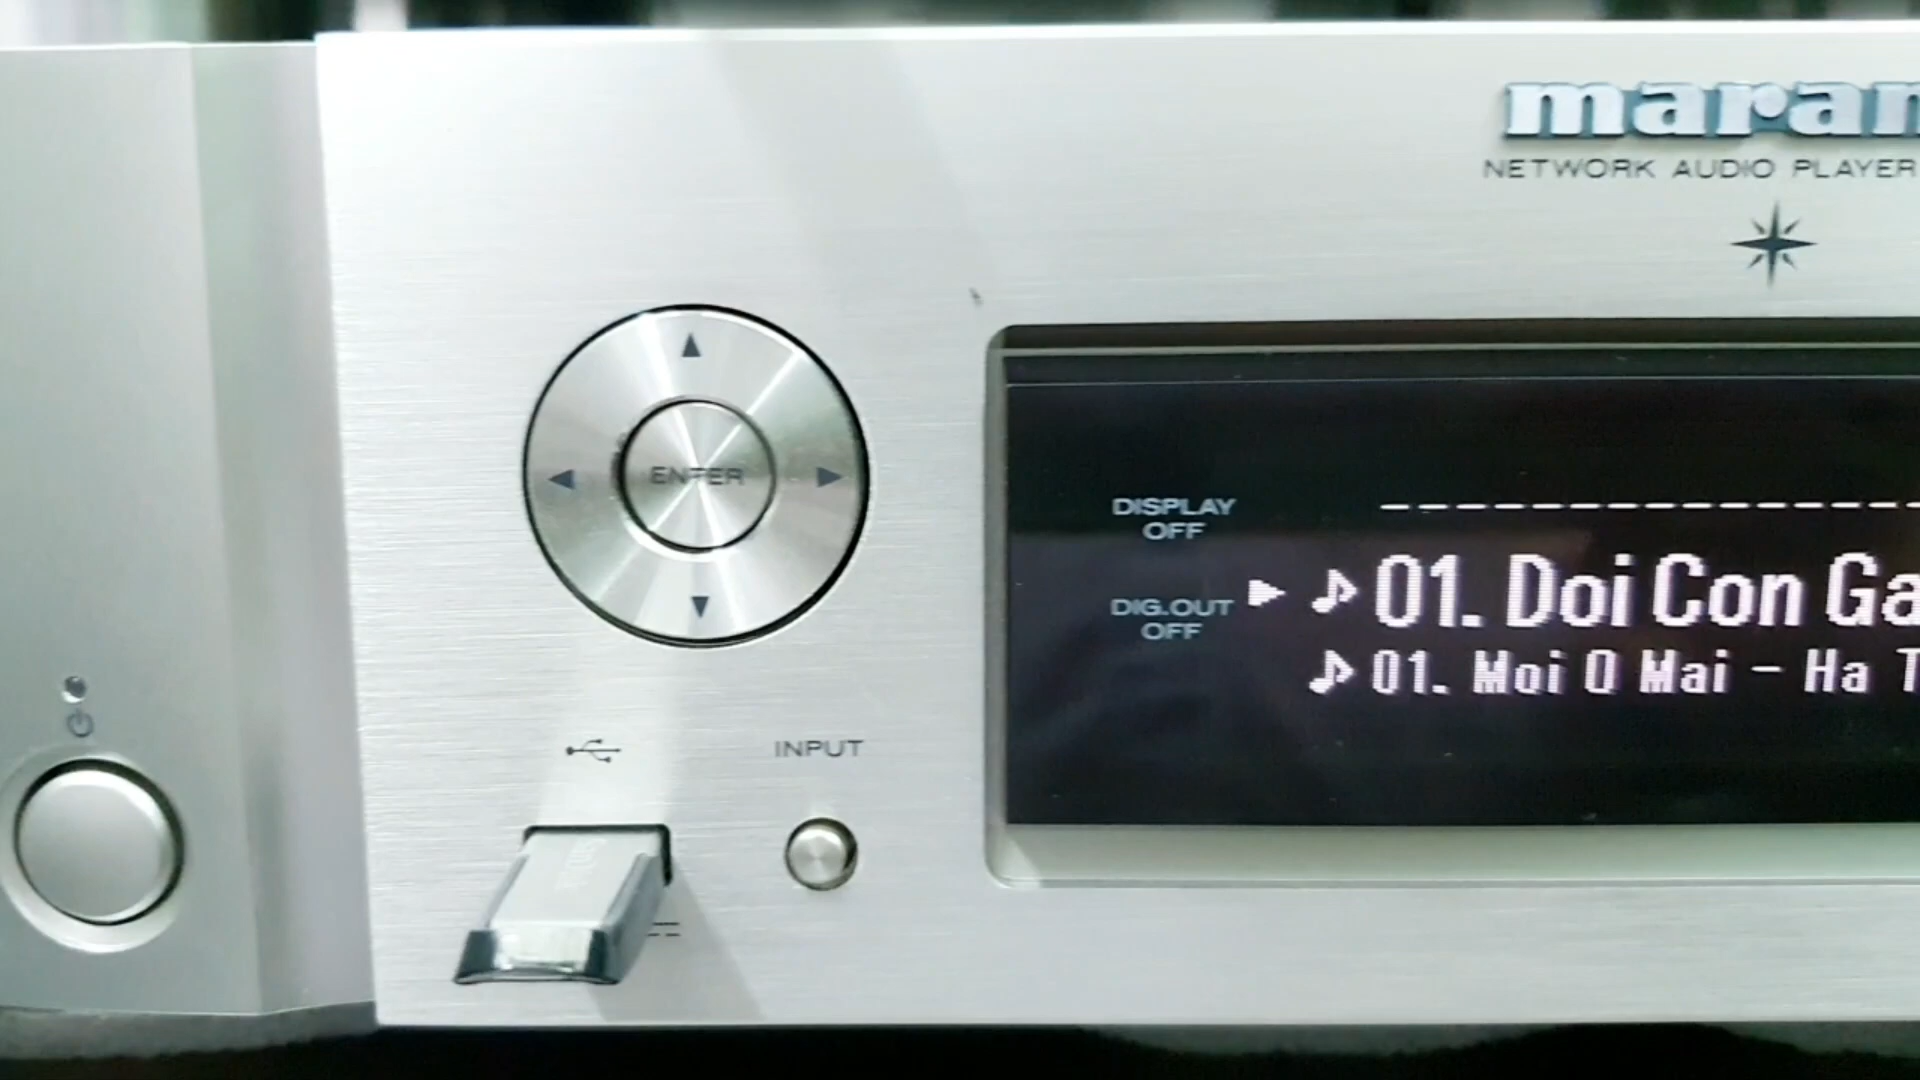 maran
NETWORK AUDIO PLAYER
ENTER
DISPLAY
OFF
01. Doi Con Ga
DIG.OUT
OFF
01. Moi O Mai - Ha T
INPUT